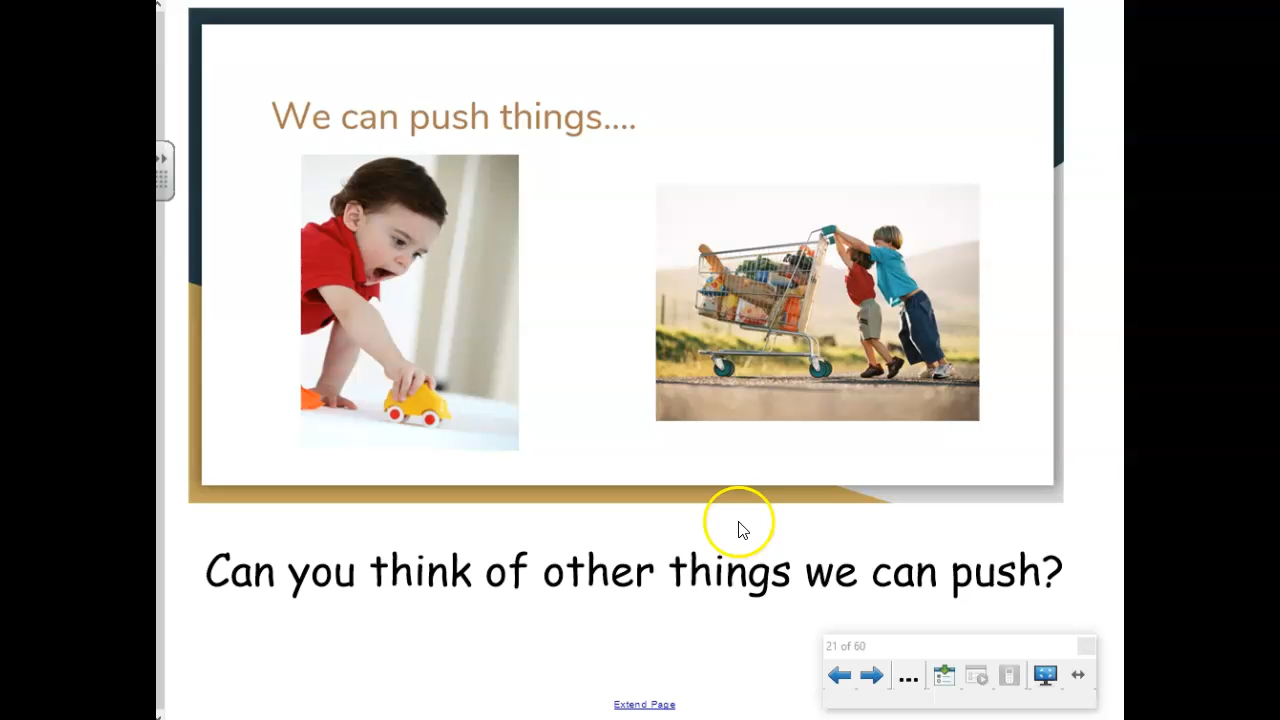 We can push things....
Can you think of other things we can push?
21 of 60
...
Extend Page